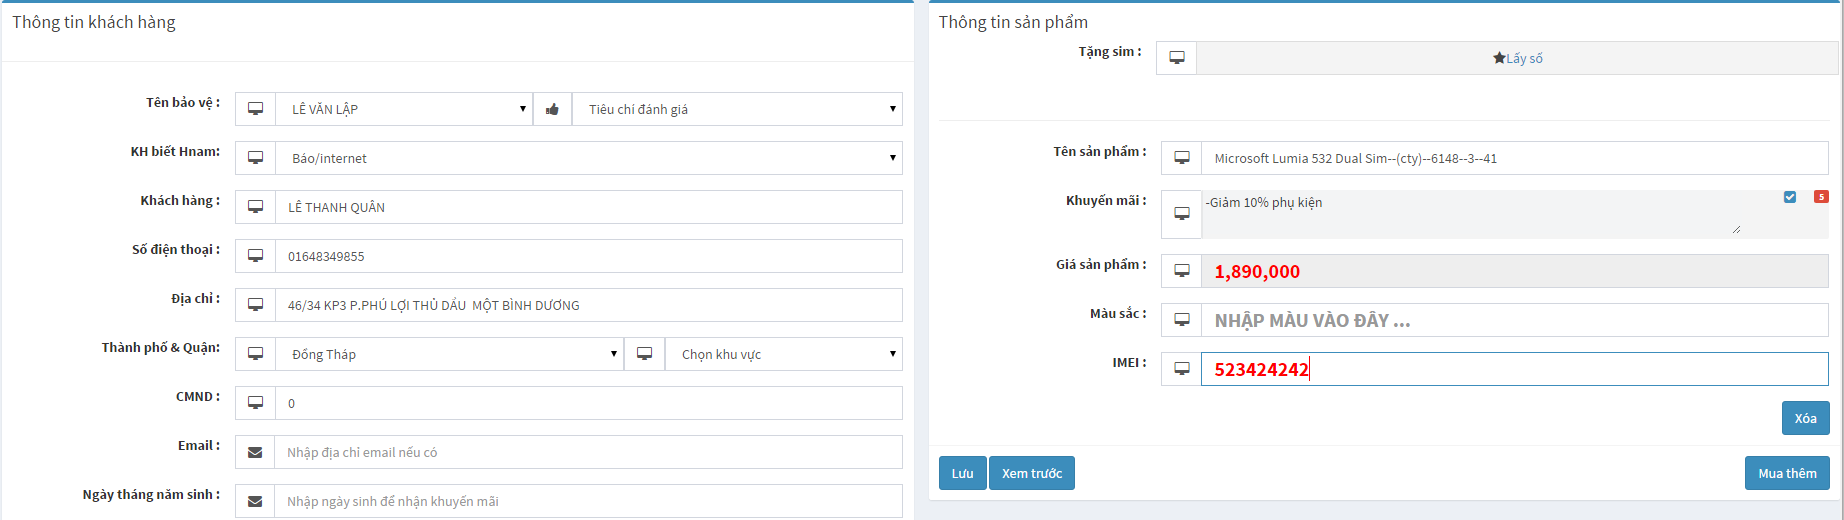 Thông tin khách hàng
Tên bảo vệ :
LÊ VĂN LẬP
Tiêu chí đánh giá
KH biết Hnam:
Báo/internet
Khách hàng :
LÊ THANH QUÂN
Số điện thoại :
01648349855
Địa chỉ :
46/34 KP3 P.PHÚ LỢI THỦ DẦU  MỘT BÌNH DƯƠNG
Thành phố & Quận:
Đồng Tháp
Chọn khu vực
CMND :
0
Email :
Nhập địa chỉ email nếu có
Ngày tháng năm sinh :
Nhập ngày sinh để nhận khuyến mãi
Thông tin sản phẩm
Tặng sim :
Lấy số
Tên sản phẩm :
Microsoft Lumia 532 Dual Sim--(cty)--6148--3--41
Khuyến mãi :
-Giảm 10% phụ kiện
5
Giá sản phẩm :
1,890,000
Màu sắc :
NHẬP MÀU VÀO ĐÂY ...
IMEI :
523424242
Xóa
Lưu
Xem trước
Mua thêm